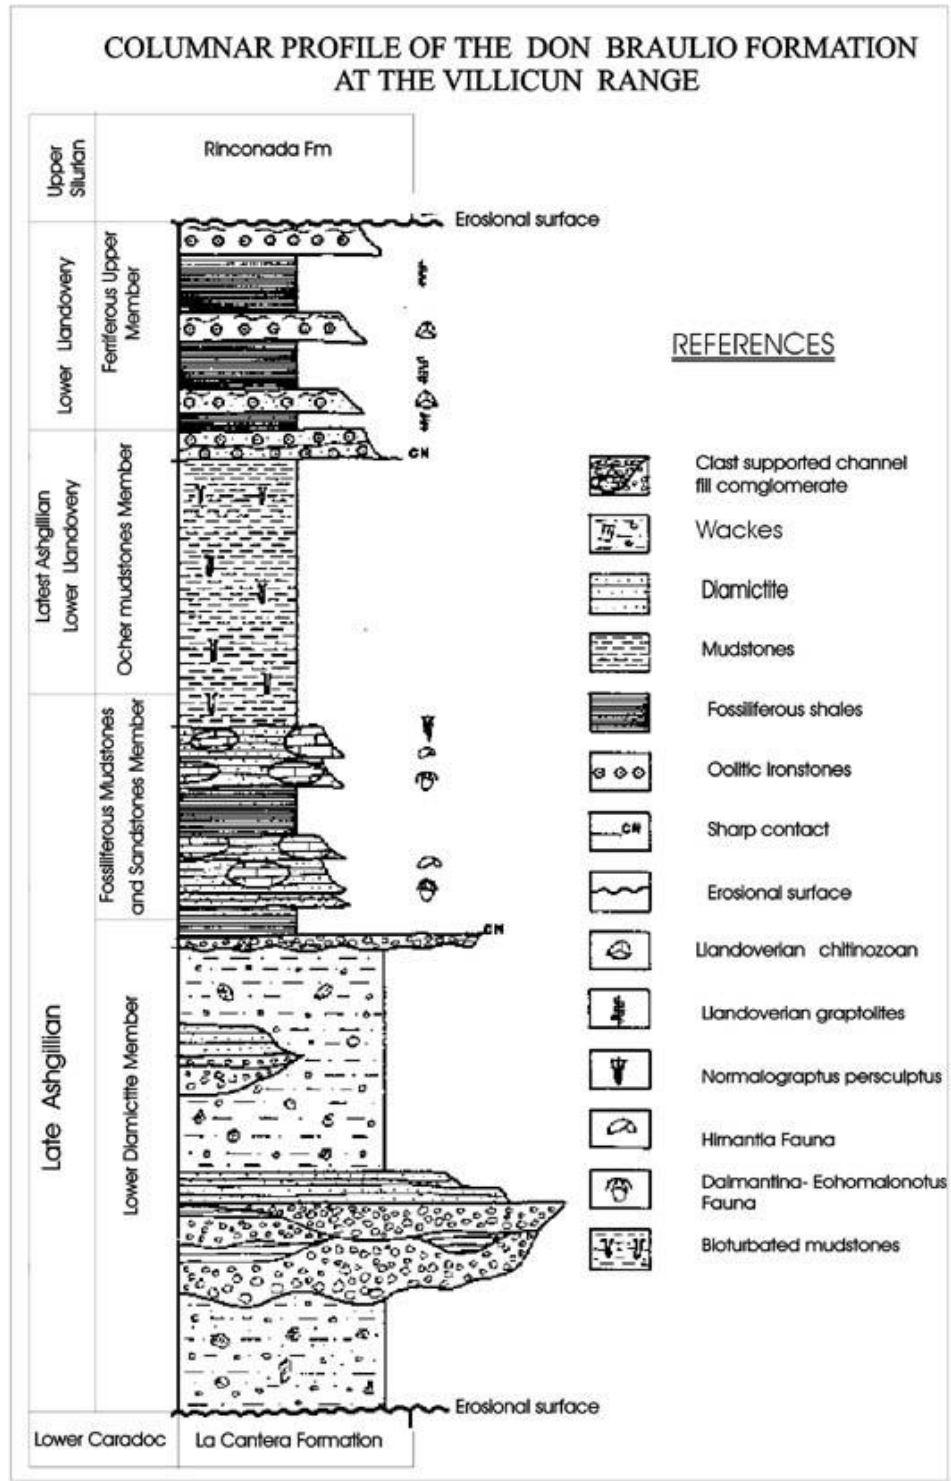 COLUMNAR PROFILE OF THE DON BRAULIO FORMATION
AT THE VILLICUN RANGE
Upper
Silurian
Rinconada Fm
Erosional surface
Lower Llandovery
Ferriferous Upper
Member
CN
Latest Ashgillian
Lower Llandovery
Ocher mudstones Member
Fossiliferous Mudstones
and Sandstones Member
CN
Late Ashgillian
Lower Diamictite Member
Erosional surface
Lower Caradoc
La Cantera Formation
REFERENCES
Clast supported channel
fill comglomerate
Wackes
Diamictite
Mudstones
Fossiliferous shales
Oolitic Ironstones
CN
Sharp contact
Erosional surface
Llandoverian chitinozoan
Llandoverian graptolites
Normalograptus persculptus
Hirnantia Fauna
Dalmantina- Eohomalonotus
Fauna
Bioturbated mudstones